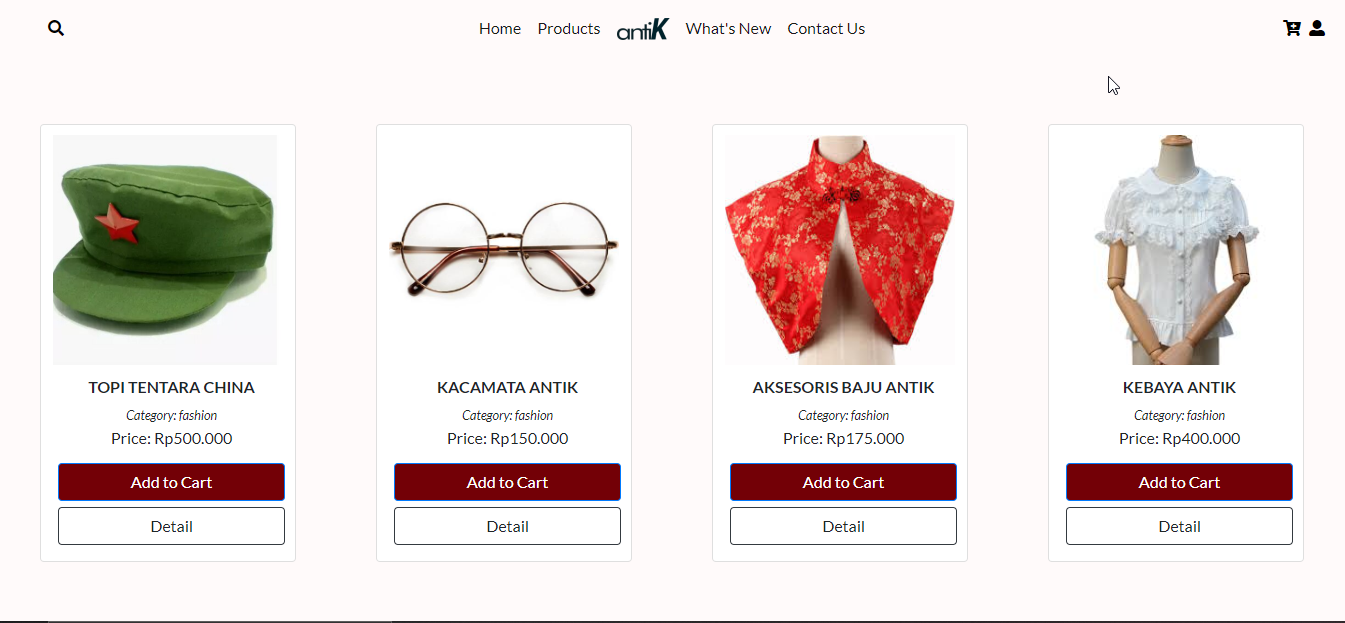 Home Products antiK What's New Contact Us
TOPI TENTARA CHINA
Category: fashion
Price: Rp500.000
Add to Cart
Detail
KACAMATA ANTIK
Category: fashion
Price: Rp150.000
Add to Cart
Detail
AKSESORIS BAJU ANTIK
Category: fashion
Price: Rp175.000
Add to Cart
Detail
KEBAYA ANTIK
Category: fashion
Price: Rp400.000
Add to Cart
Detail